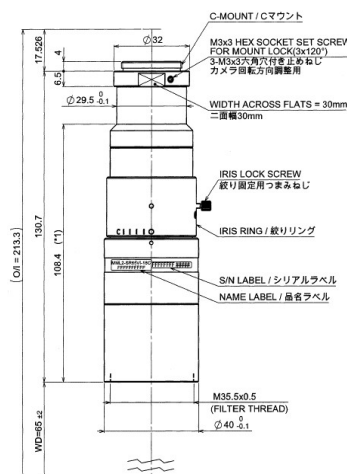 C-MOUNT / Cマウント
∅32
M3x3 HEX SOCKET SET SCREW
FOR MOUNT LOCK(3x120°)
3-M3x3六角穴付き止めねじ
カメラ回転方向調整用
17.526
4
6.5
∅29.5 0 -0.1
WIDTH ACROSS FLATS = 30mm
二面幅30mm
IRIS LOCK SCREW
絞り固定用つまみねじ
IRIS RING / 絞りリング
(O/I = 213.3)
130.7
108.4 (*1)
S/N LABEL / シリアルラベル
NAME LABEL / 品名ラベル
M35.5x0.5
(FILTER THREAD)
∅40 0 -0.1
WD=65 ±2